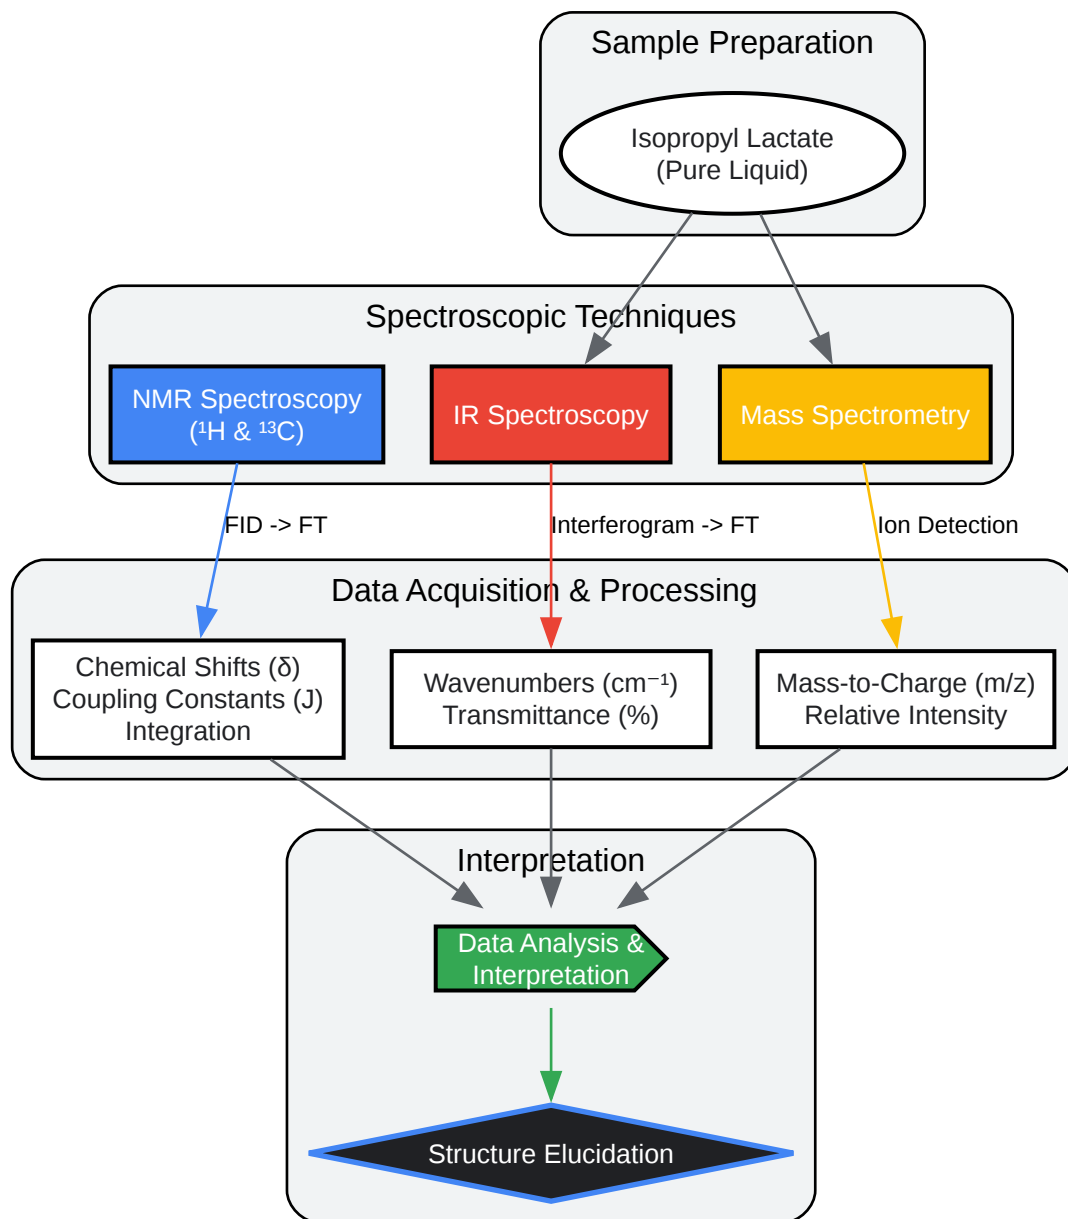 Sample Preparation
Isopropyl Lactate
(Pure Liquid)
Spectroscopic Techniques
NMR Spectroscopy
(¹H & ¹³C)
IR Spectroscopy
Mass Spectrometry
FID -> FT
Interferogram -> FT
Ion Detection
Data Acquisition & Processing
Chemical Shifts (δ)
Coupling Constants (J)
Integration
Wavenumbers (cm⁻¹)
Transmittance (%)
Mass-to-Charge (m/z)
Relative Intensity
Interpretation
Data Analysis &
Interpretation
Structure Elucidation